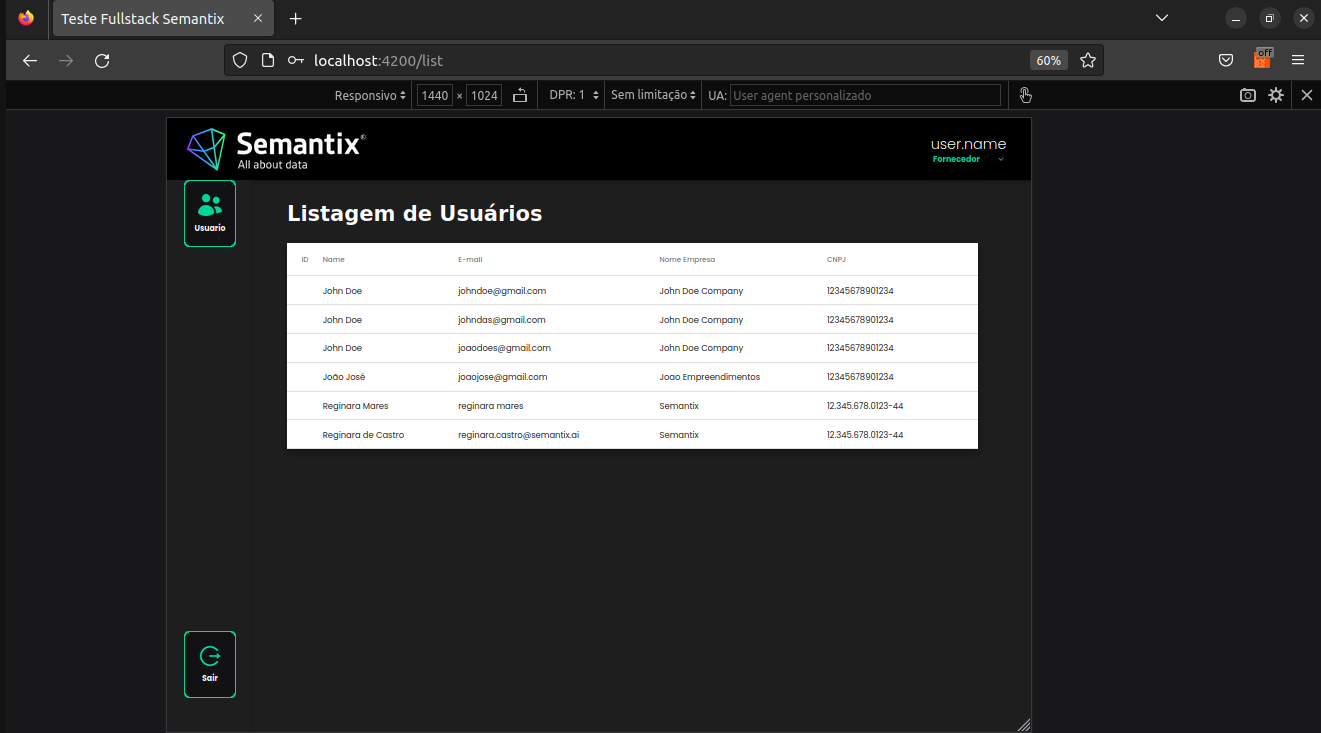 Teste Fullstack Semantix
localhost:4200/list
60%
off
Responsivo 1440 × 1024 DPR: 1 Sem limitação UA: User agent personalizado
Semantix®
All about data
user.name
Fornecedor
Usuario
Listagem de Usuários
ID Name E-mail Nome Empresa CNPJ
John Doe johndoe@gmail.com John Doe Company 12345678901234
John Doe johndas@gmail.com John Doe Company 12345678901234
John Doe joaodoes@gmail.com John Doe Company 12345678901234
João José joaojose@gmail.com Joao Empreendimentos 12345678901234
Reginara Mares reginara mares Semantix 12.345.678.0123-44
Reginara de Castro reginara.castro@semantix.ai Semantix 12.345.678.0123-44
Sair